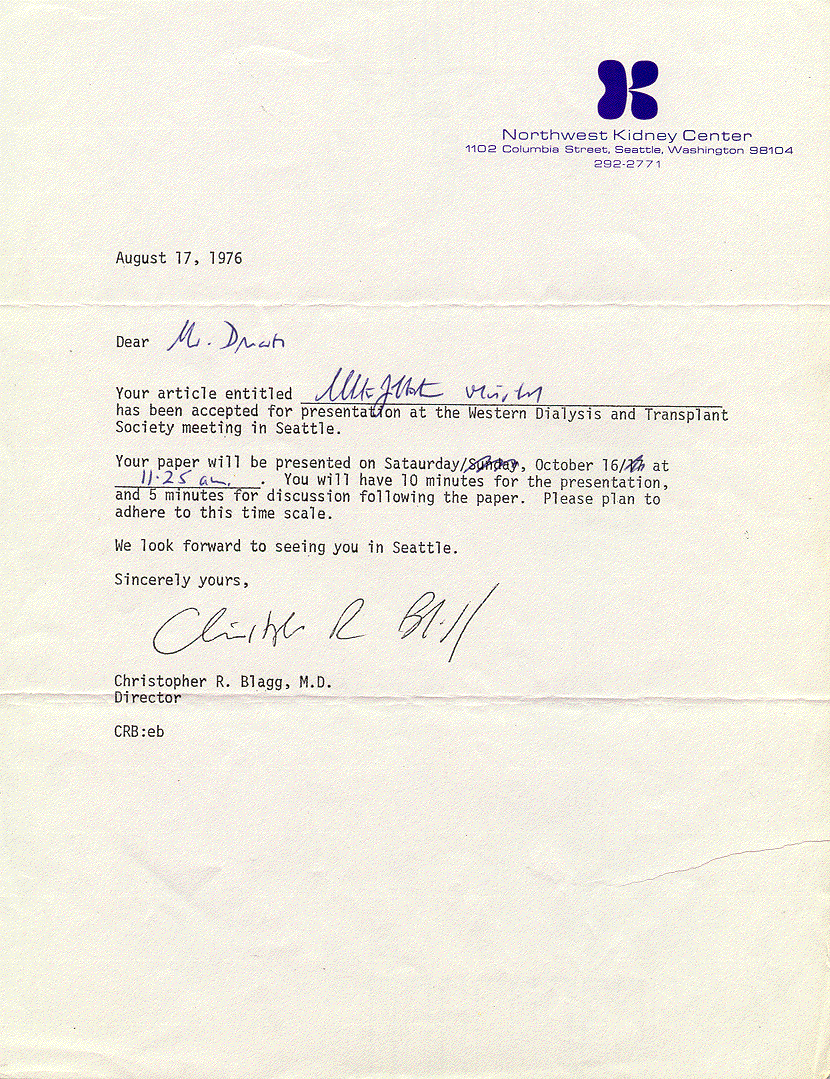 Northwest Kidney Center
1102 Columbia Street, Seattle, Washington 98104
292-2771
August 17, 1976
Dear Mr.
Your article entitled
has been accepted for presentation at the Western Dialysis and Transplant
Society meeting in Seattle.
Your paper will be presented on Sataurday/Sunday, October 16/17 at
11.25 am. . You will have 10 minutes for the presentation,
and 5 minutes for discussion following the paper. Please plan to
adhere to this time scale.
We look forward to seeing you in Seattle.
Sincerely yours,
Christopher R Blagg
Christopher R. Blagg, M.D.
Director
CRB:eb